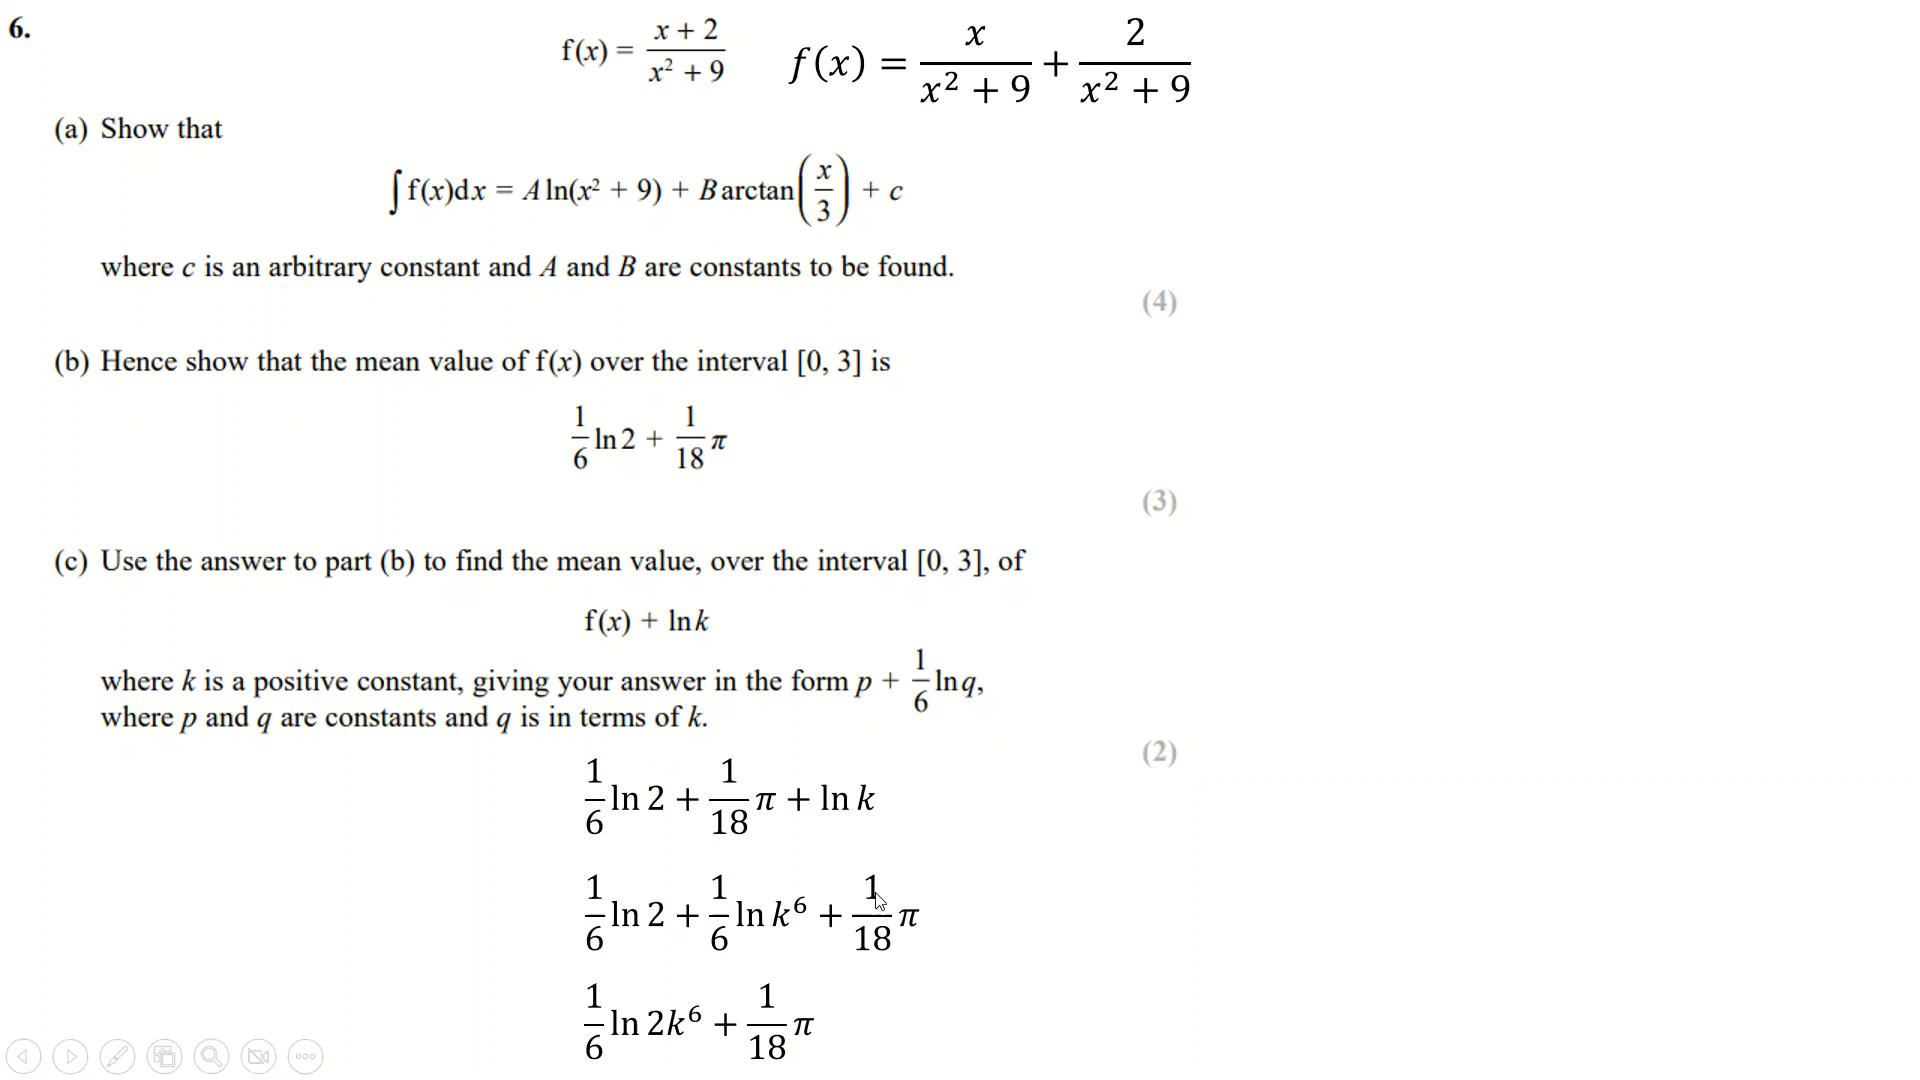 6. f(x) = (x + 2)/(x² + 9) f(x) = x/(x² + 9) + 2/(x² + 9)
(a) Show that
∫f(x)dx = A ln(x² + 9) + B arctan(x/3) + c
where c is an arbitrary constant and A and B are constants to be found.
(4)
(b) Hence show that the mean value of f(x) over the interval [0, 3] is
1/6 ln 2 + 1/18 π
(3)
(c) Use the answer to part (b) to find the mean value, over the interval [0, 3], of
f(x) + ln k
where k is a positive constant, giving your answer in the form p + 1/6 ln q,
where p and q are constants and q is in terms of k.
(2)
1/6 ln 2 + 1/18 π + ln k
1/6 ln 2 + 1/6 ln k⁶ + 1/18 π
1/6 ln 2k⁶ + 1/18 π